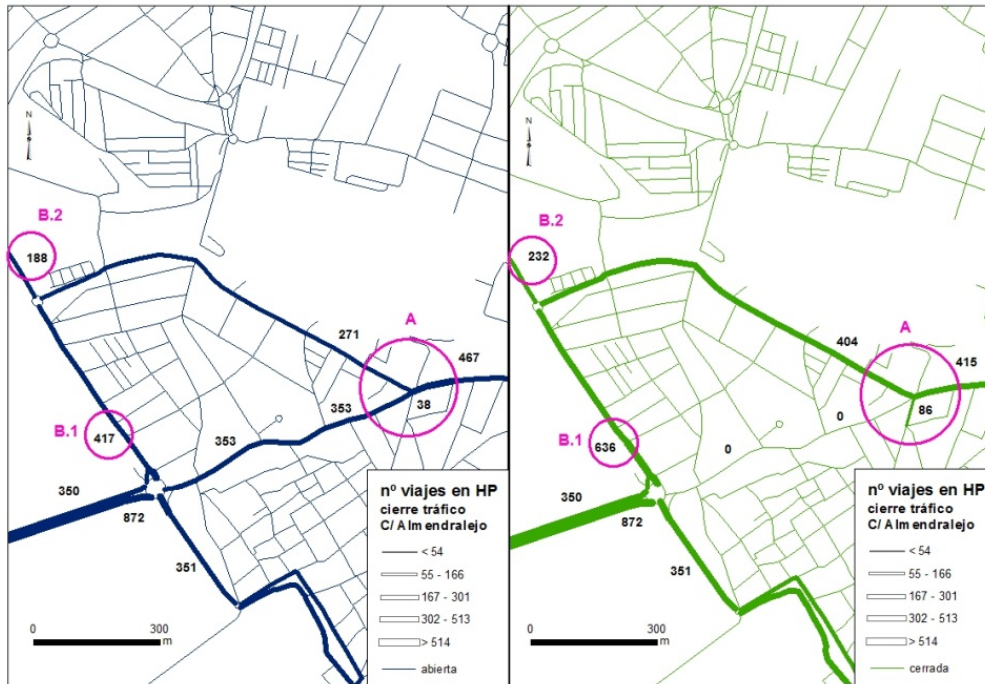 N
B.2
188
271
A
467
353
38
353
B.1
417
350
872
351
0
300
m
nº viajes en HP
cierre tráfico
C/ Almendralejo
< 54
55 - 166
167 - 301
302 - 513
> 514
abierta
N
B.2
232
404
A
415
0
86
B.1
636
0
350
872
351
0
300
m
nº viajes en HP
cierre tráfico
C/ Almendralejo
< 54
55 - 166
167 - 301
302 - 513
> 514
cerrada